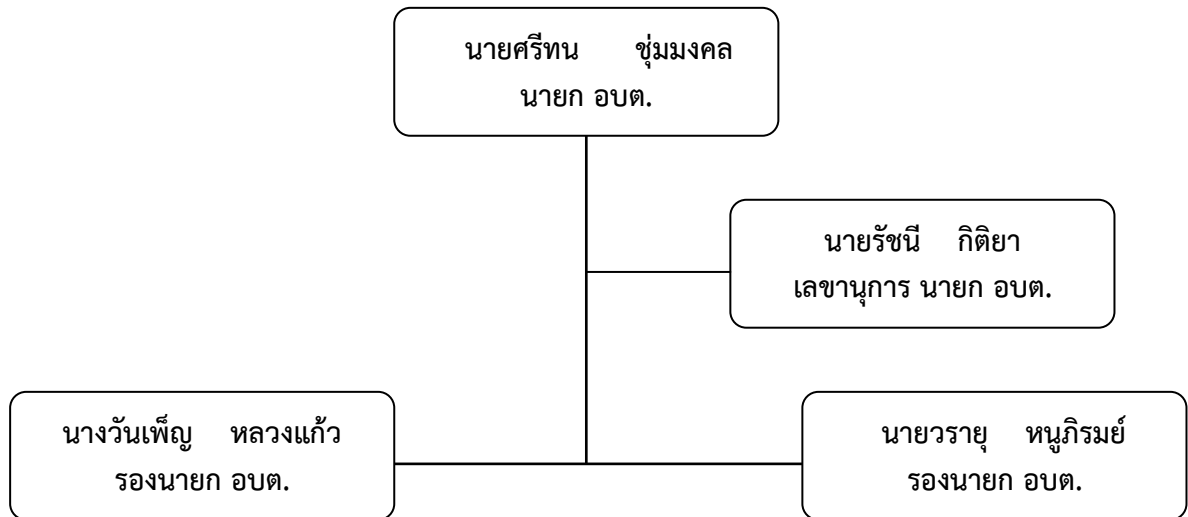 นายศรีทน ชุ่มมงคล
นายก อบต.
นายรัชนี กิติยา
เลขานุการ นายก อบต.
นางวันเพ็ญ หลวงแก้ว
รองนายก อบต.
นายวรายุ หนูภิรมย์
รองนายก อบต.